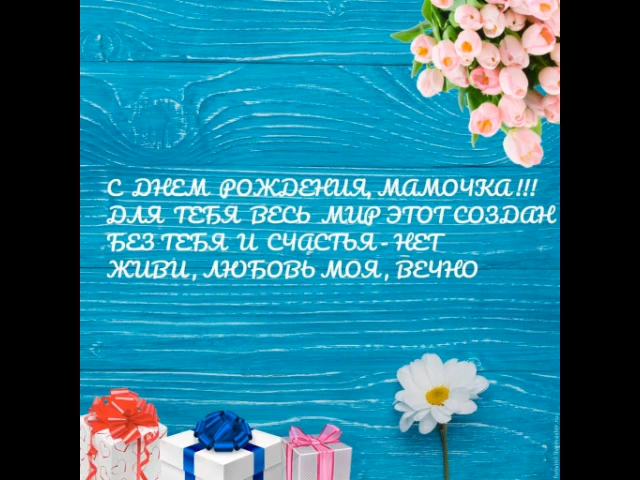 С ДНЕМ РОЖДЕНИЯ, МАМОЧКА!!!
ДЛЯ ТЕБЯ ВЕСЬ МИР ЭТОТ СОЗДАН
БЕЗ ТЕБЯ И СЧАСТЬЯ - НЕТ
ЖИВИ, ЛЮБОВЬ МОЯ, ВЕЧНО